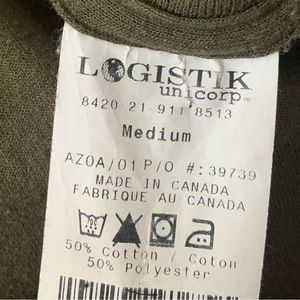 LOGISTIK
unicorp
8420-21-911 8513
Medium
AZOA/01 P/O #:39739
MADE IN CANADA
FABRIQUE AU CANADA
50% Cotton / Coton
50% Polyester